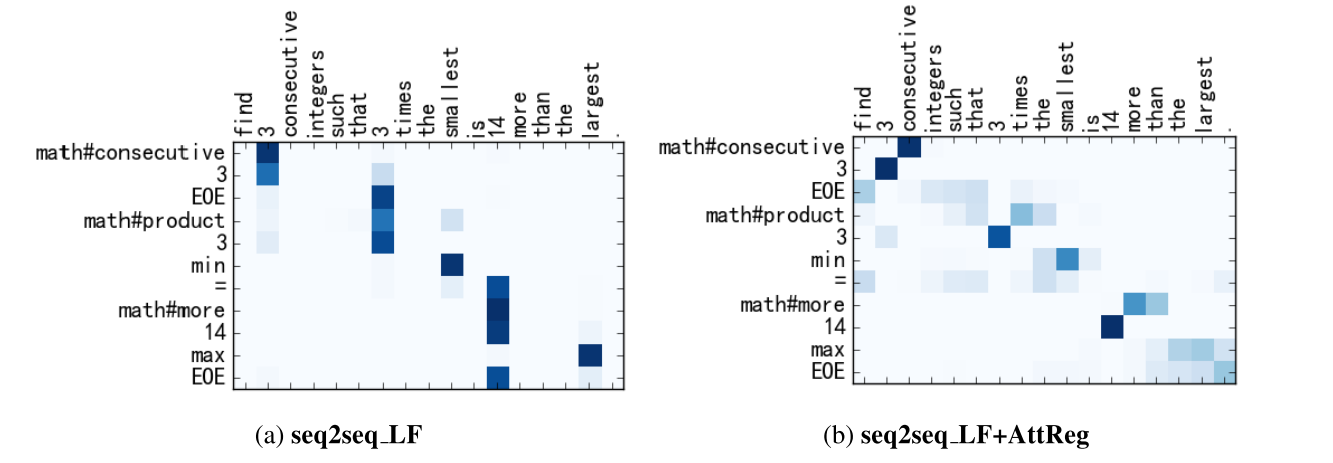 find 3 consecutive integers such that 3 times the smallest is 14 more than the largest .
math#consecutive
3
EOE
math#product
3
min
=
math#more
14
max
EOE
(a) seq2seq_LF
find 3 consecutive integers such that 3 times the smallest is 14 more than the largest .
math#consecutive
3
EOE
math#product
3
min
=
math#more
14
max
EOE
(b) seq2seq_LF+AttReg